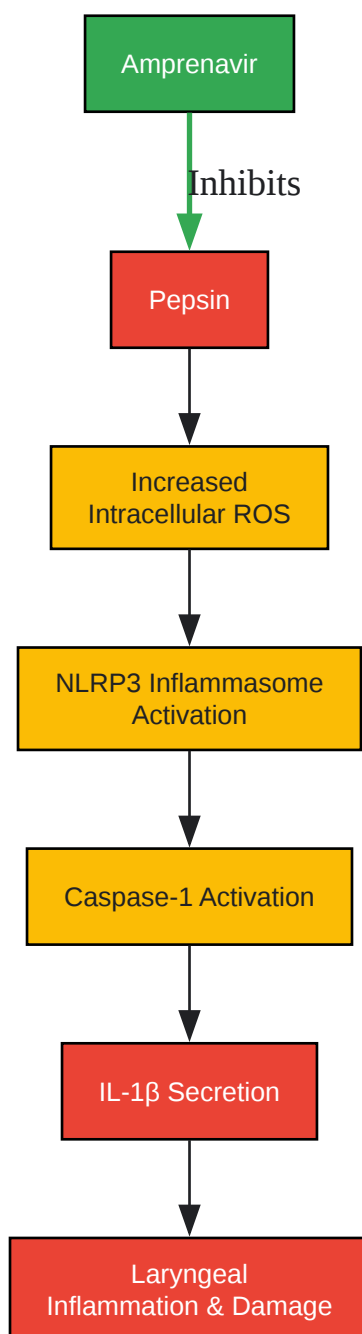 Amprenavir
Inhibits
Pepsin
Increased
Intracellular ROS
NLRP3 Inflammasome
Activation
Caspase-1 Activation
IL-1β Secretion
Laryngeal
Inflammation & Damage